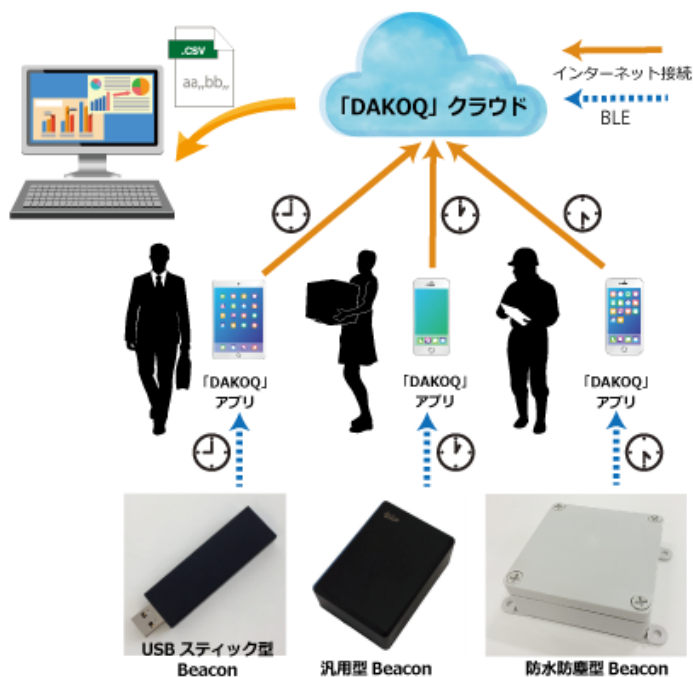 .csv
aa,,bb,,
「DAKOQ」クラウド
インターネット接続
BLE
「DAKOQ」
アプリ
「DAKOQ」
アプリ
「DAKOQ」
アプリ
USB スティック型
Beacon
汎用型 Beacon
防水防塵型 Beacon